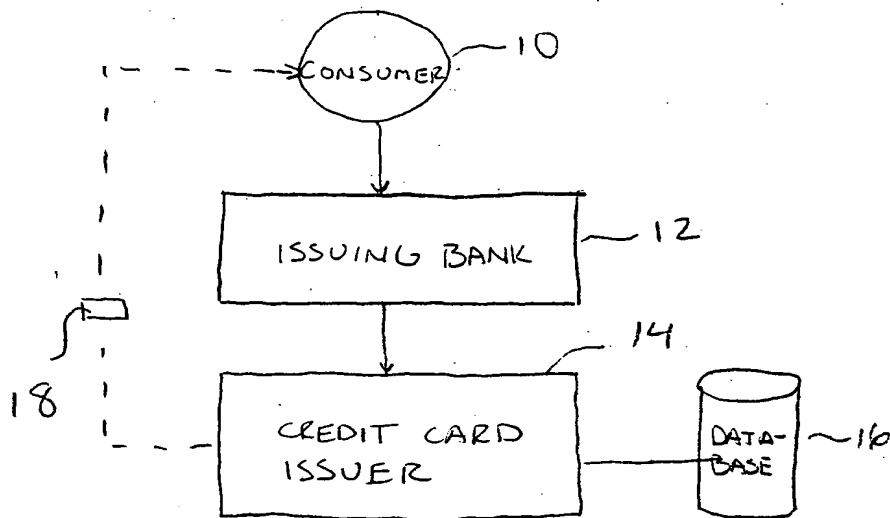 CONSUMER
10
ISSUING BANK
12
14
18
CREDIT CARD
ISSUER
DATA-
BASE
16